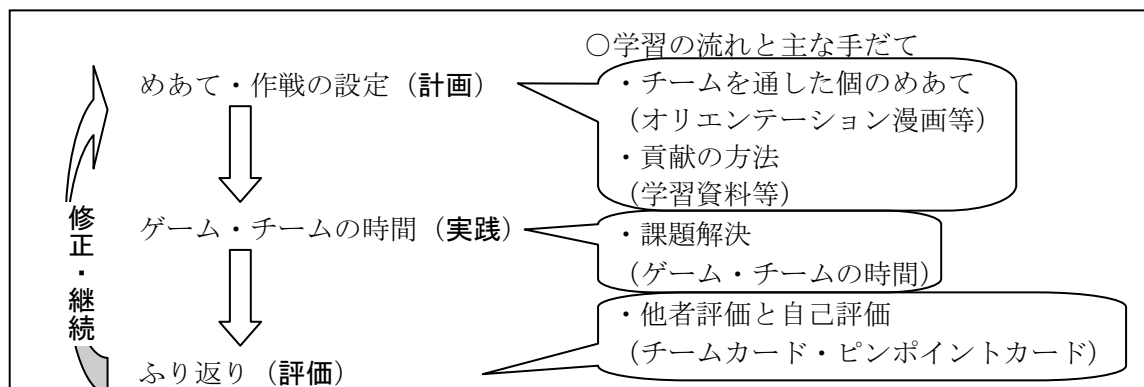 ○学習の流れと主な手だて
めあて・作戦の設定（計画）
・チームを通した個のめあて
（オリエンテーション漫画等）
・貢献の方法
（学習資料等）
修正・継続
ゲーム・チームの時間（実践）
・課題解決
（ゲーム・チームの時間）
・他者評価と自己評価
（チームカード・ピンポイントカード）
ふり返り（評価）